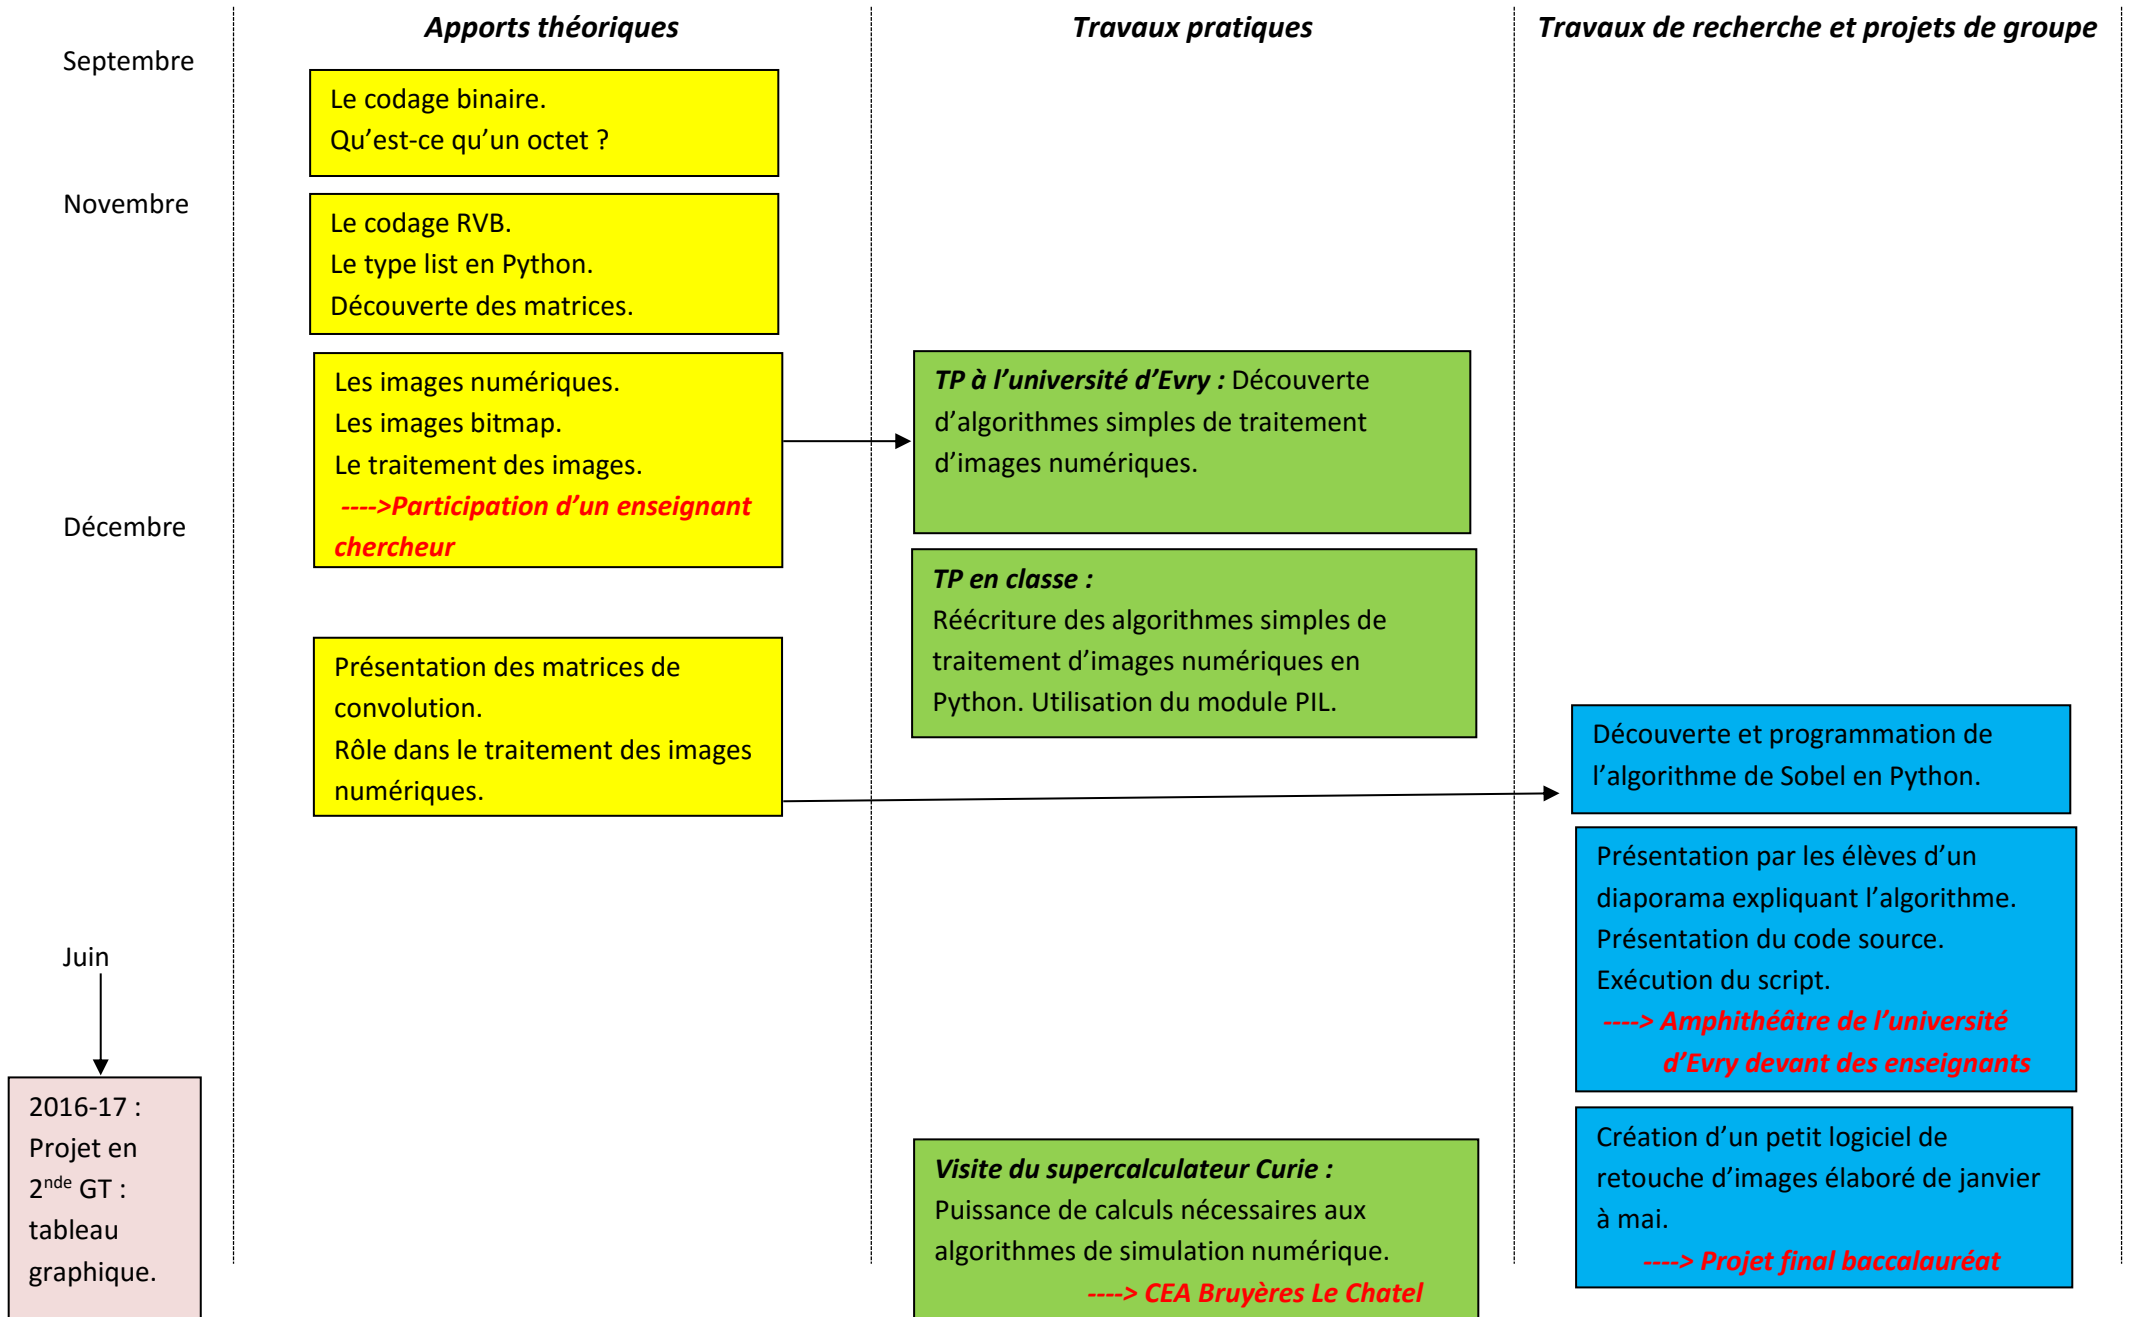 Apports théoriques
Travaux pratiques
Travaux de recherche et projets de groupe
Septembre
Le codage binaire.
Qu’est-ce qu’un octet ?
Novembre
Le codage RVB.
Le type list en Python.
Découverte des matrices.
Les images numériques.
Les images bitmap.
Le traitement des images.
---->Participation d’un enseignant
chercheur
TP à l’université d’Evry : Découverte
d’algorithmes simples de traitement
d’images numériques.
Décembre
TP en classe :
Réécriture des algorithmes simples de
traitement d’images numériques en
Python. Utilisation du module PIL.
Présentation des matrices de
convolution.
Rôle dans le traitement des images
numériques.
Découverte et programmation de
l’algorithme de Sobel en Python.
Présentation par les élèves d’un
diaporama expliquant l’algorithme.
Présentation du code source.
Exécution du script.
----> Amphithéâtre de l’université
d’Evry devant des enseignants
Juin
2016-17 :
Projet en
2nde GT :
tableau
graphique.
Visite du supercalculateur Curie :
Puissance de calculs nécessaires aux
algorithmes de simulation numérique.
----> CEA Bruyères Le Chatel
Création d’un petit logiciel de
retouche d’images élaboré de janvier
à mai.
----> Projet final baccalauréat